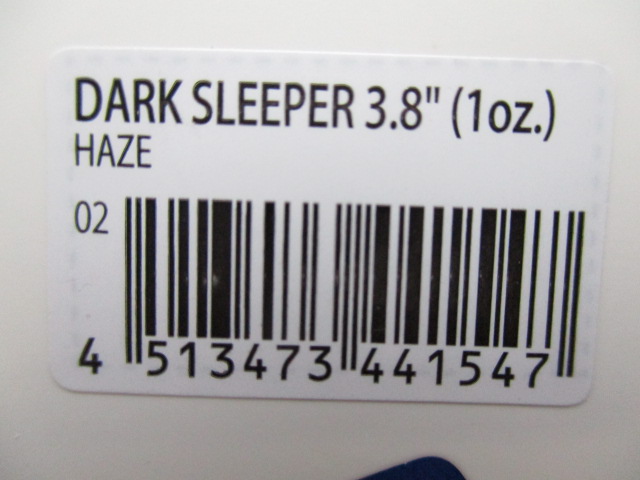 DARK SLEEPER 3.8" (1oz.)
HAZE
02
4 513473 441547